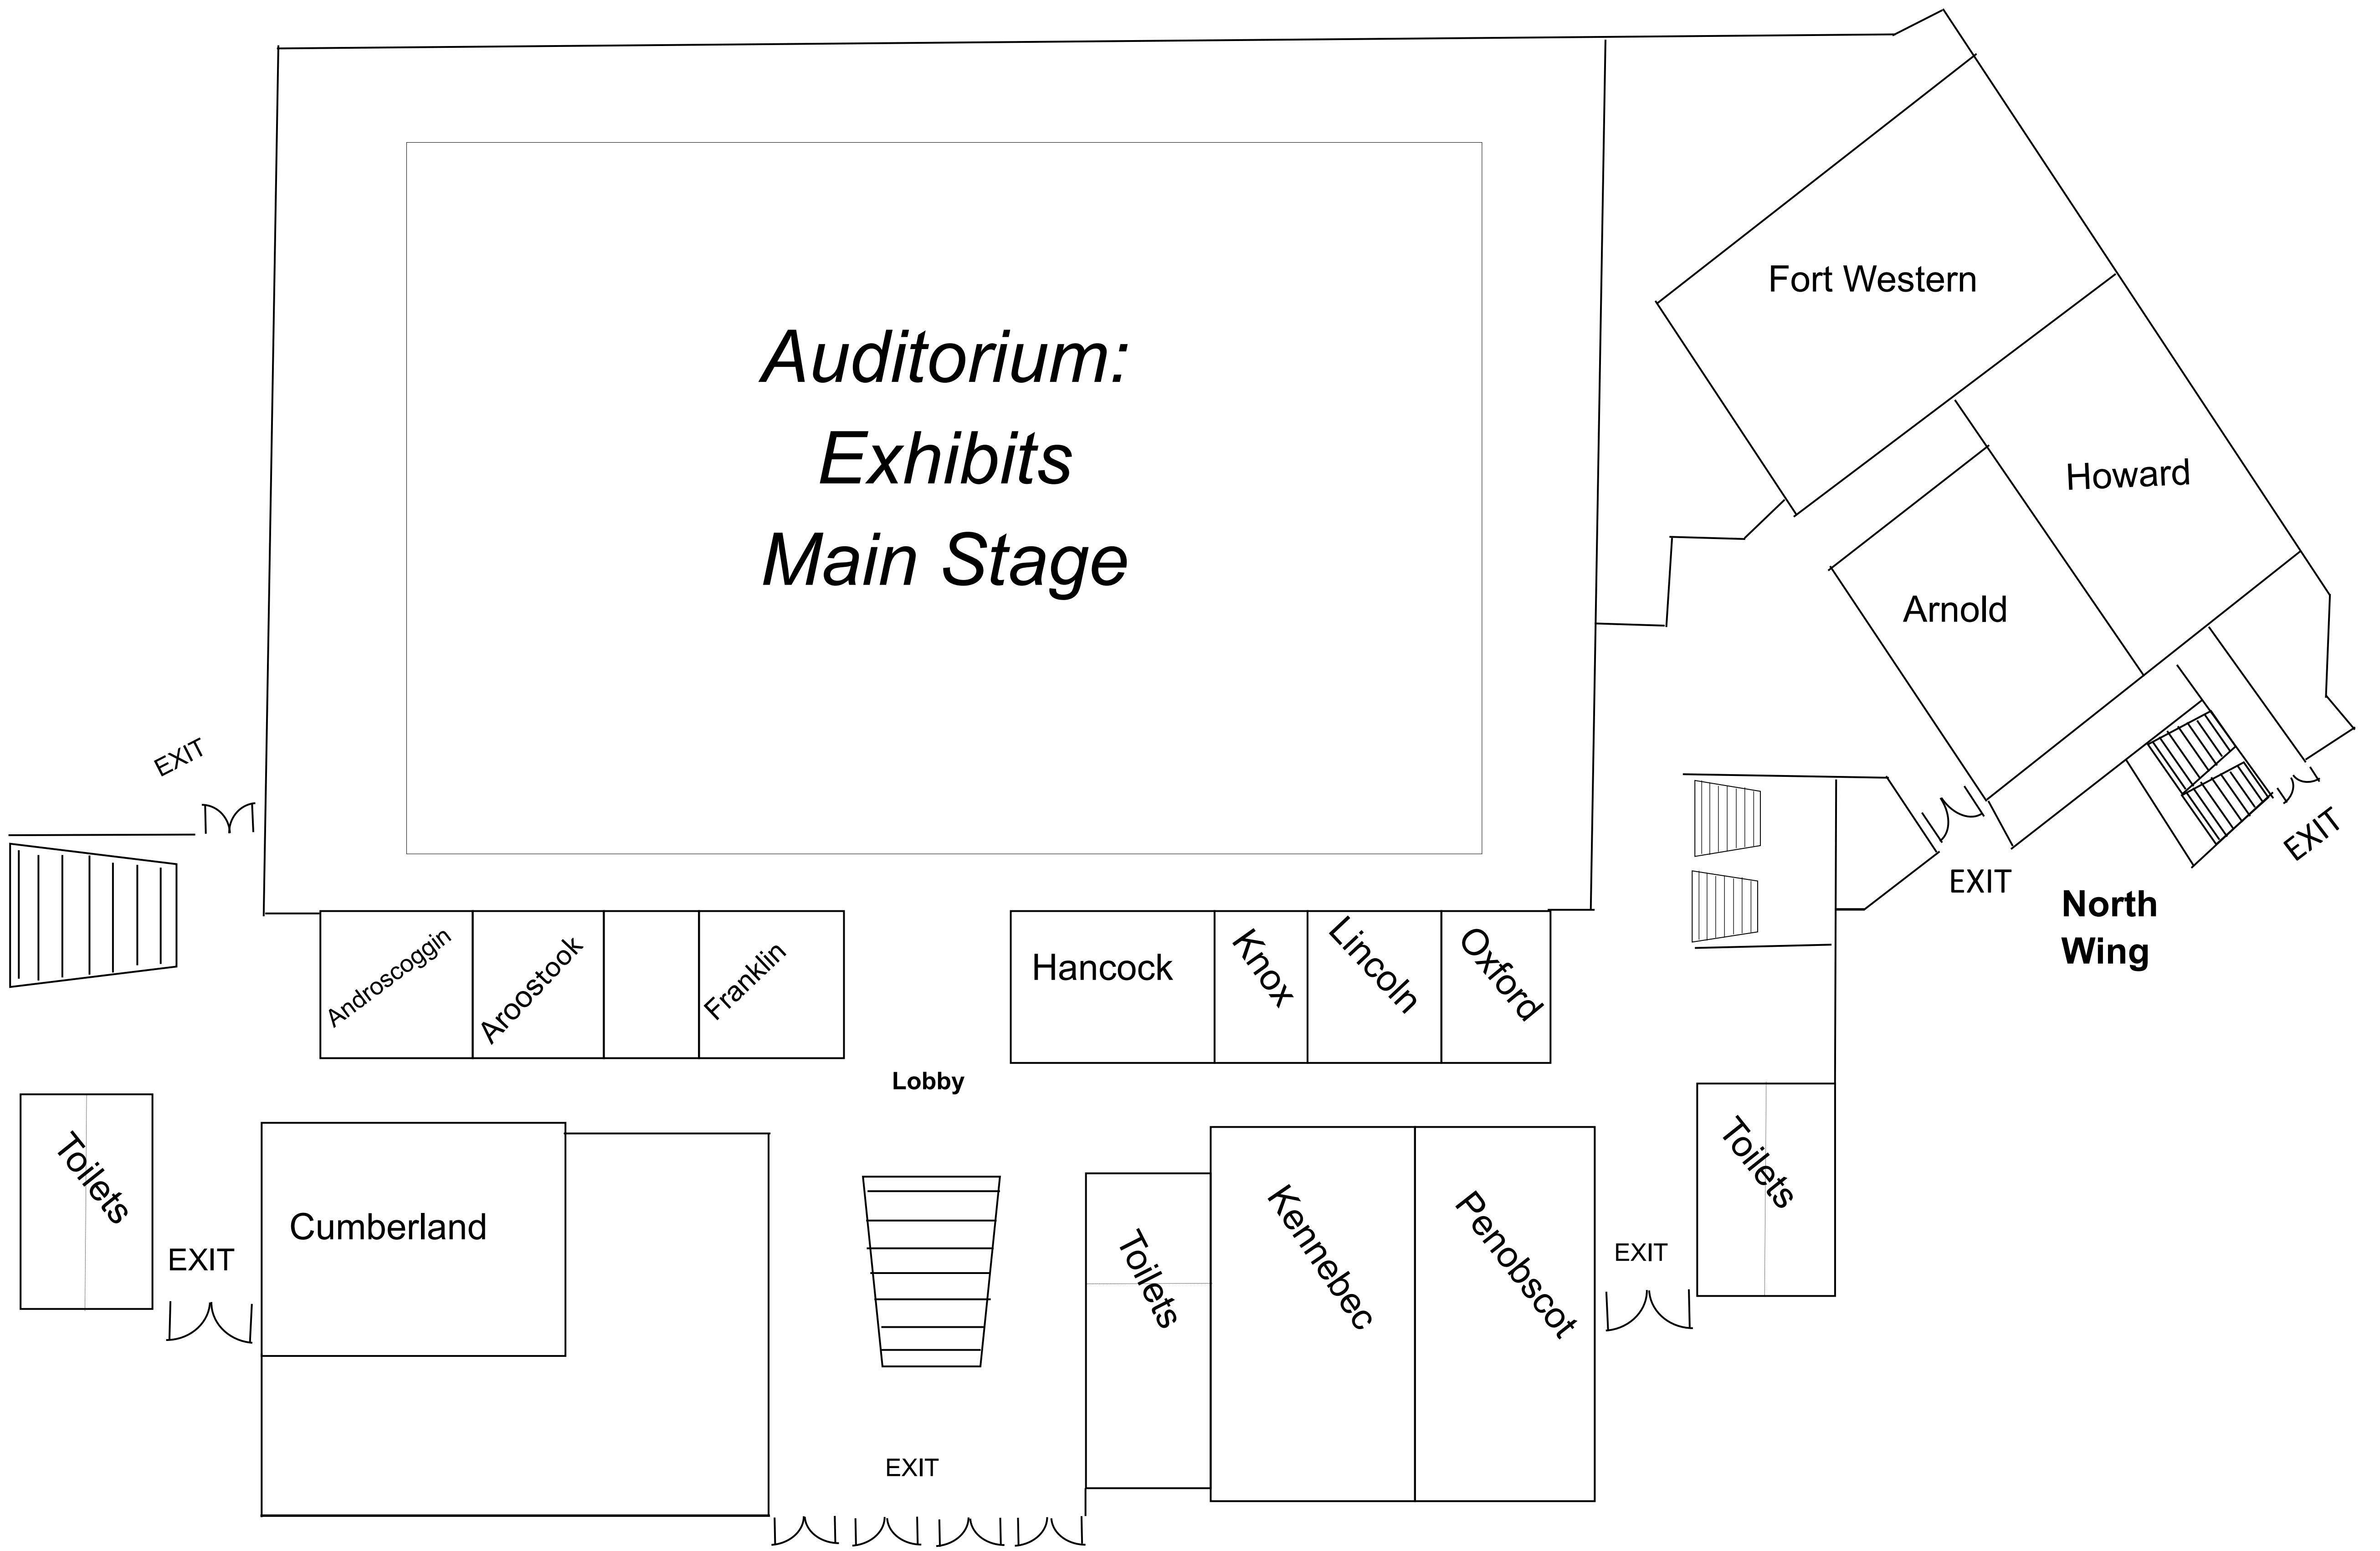 Auditorium:
Exhibits
Main Stage
Fort Western
Howard
Arnold
EXIT
EXIT
EXIT
North
Wing
Androscoggin
Aroostook
Franklin
Hancock
Knox
Lincoln
Oxford
Lobby
Toilets
EXIT
Cumberland
Toilets
Kennebec
Penobscot
EXIT
Toilets
EXIT